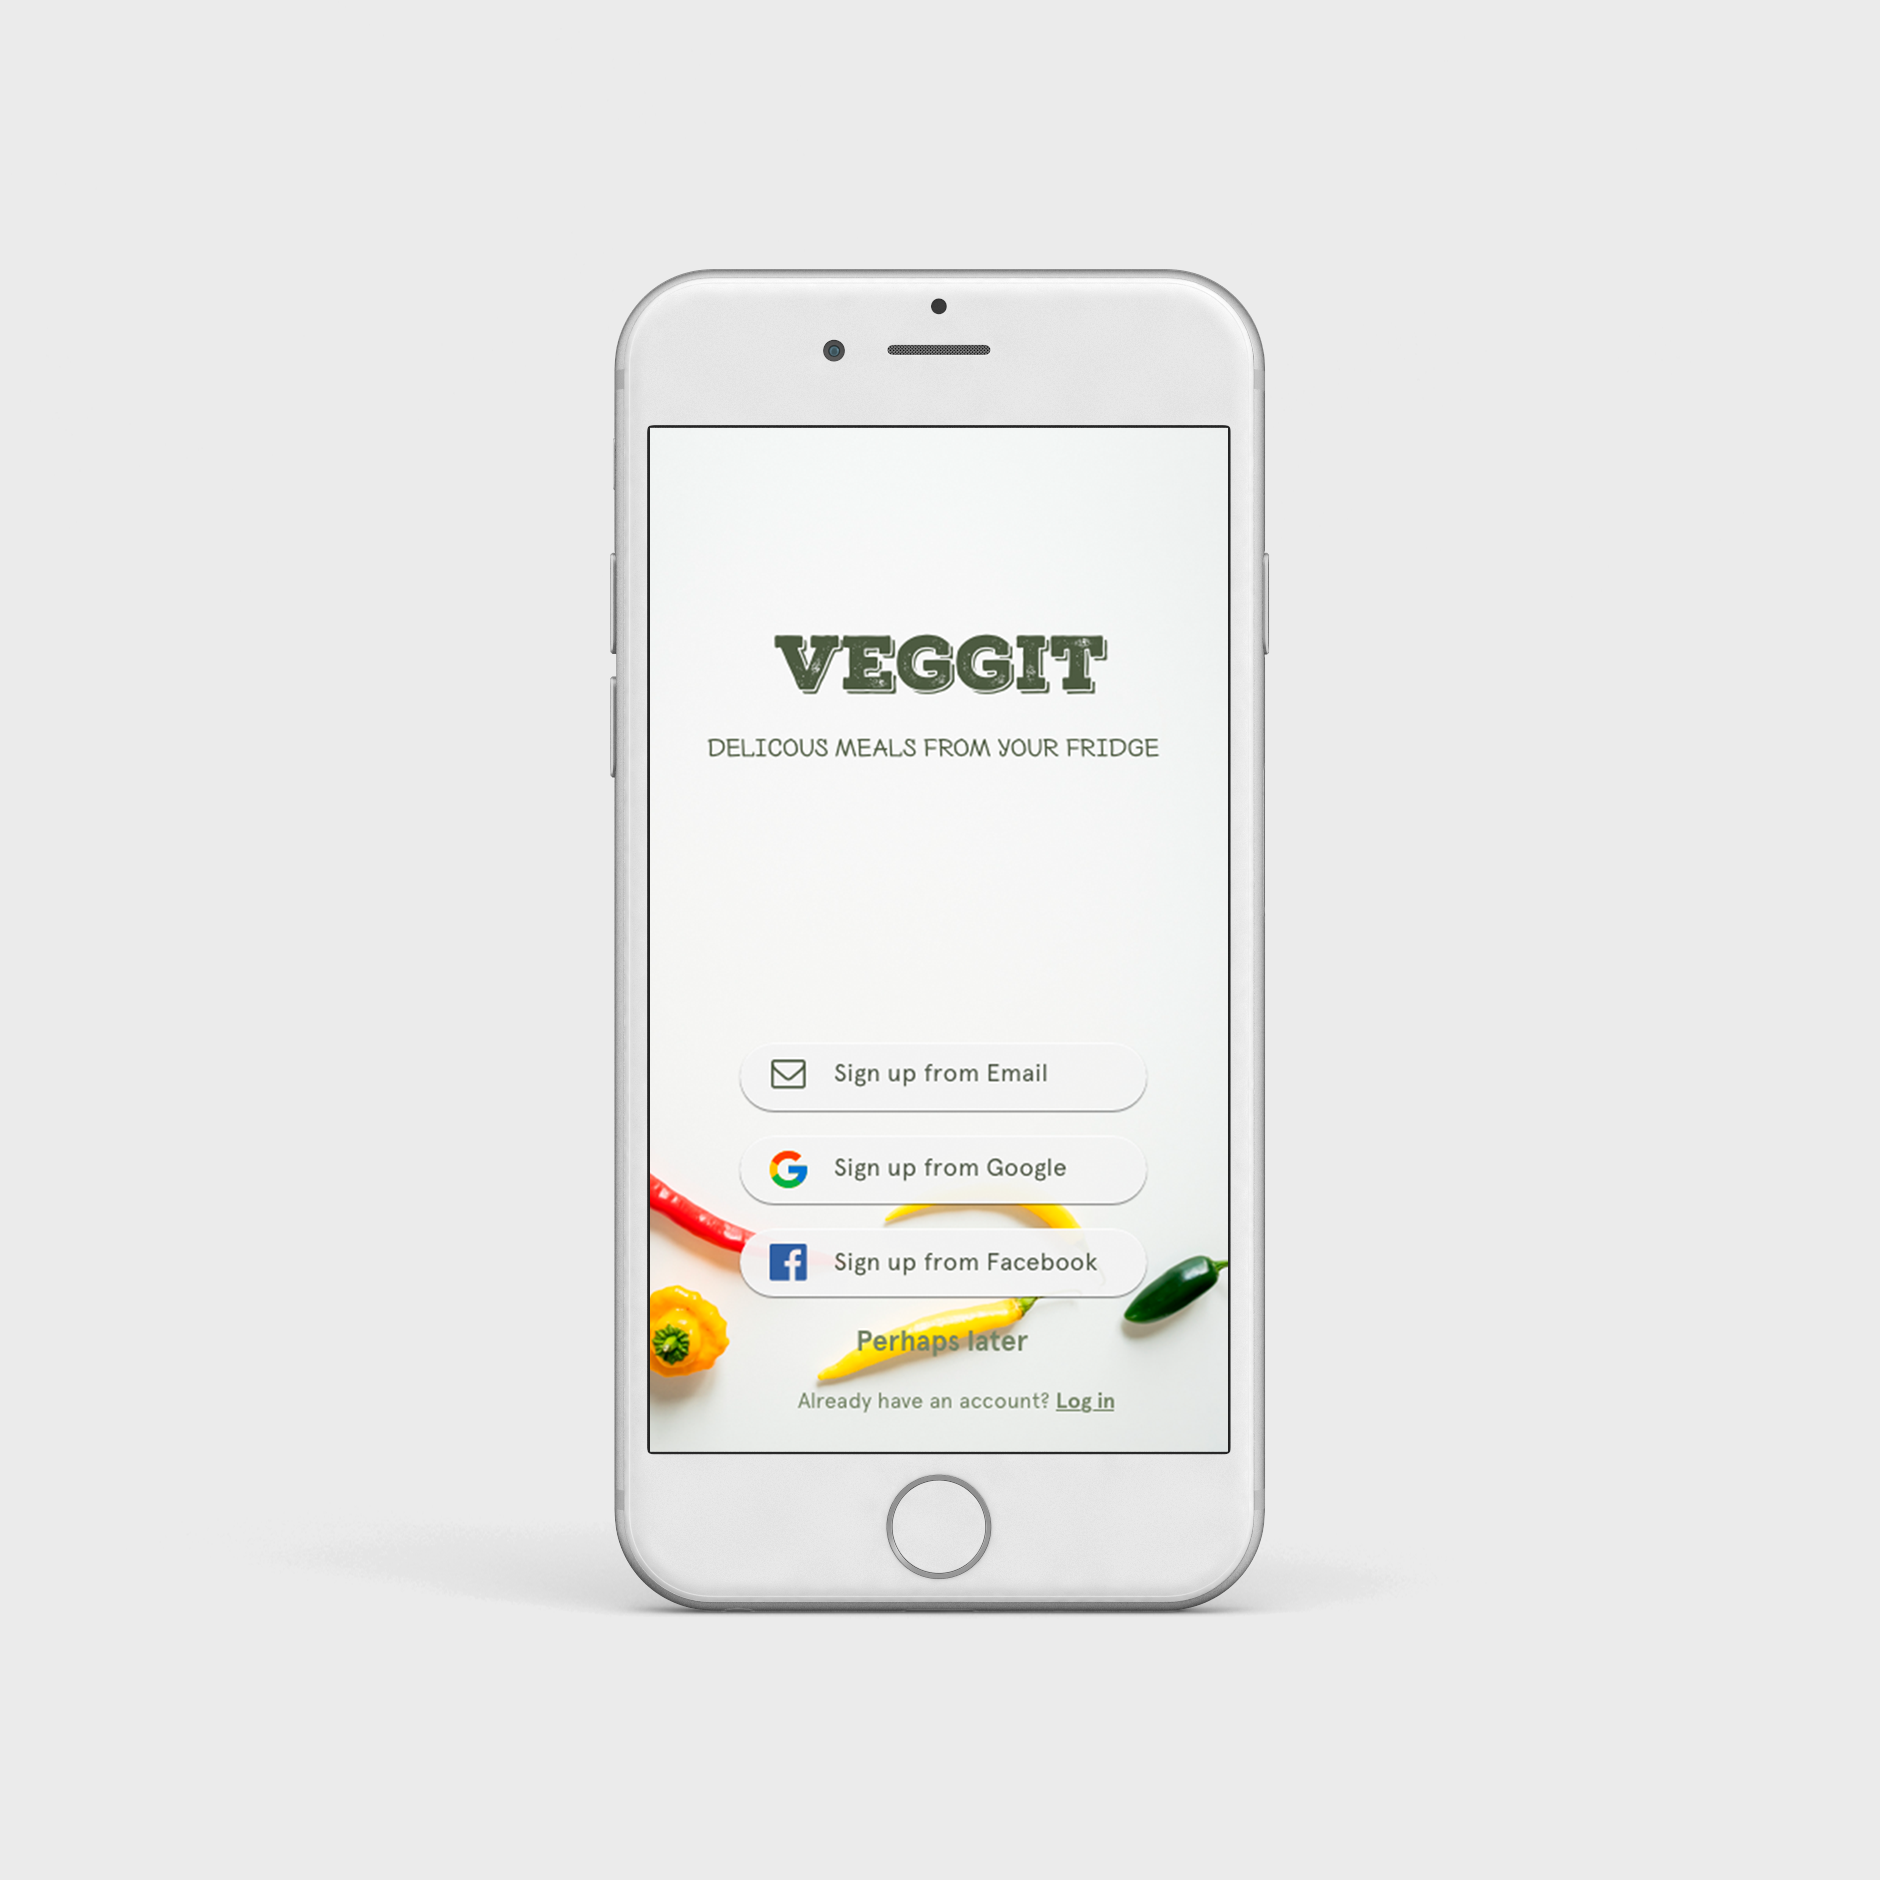 VEGGIT
DELICOUS MEALS FROM YOUR FRIDGE
Sign up from Email
Sign up from Google
Sign up from Facebook
Perhaps later
Already have an account? Log in